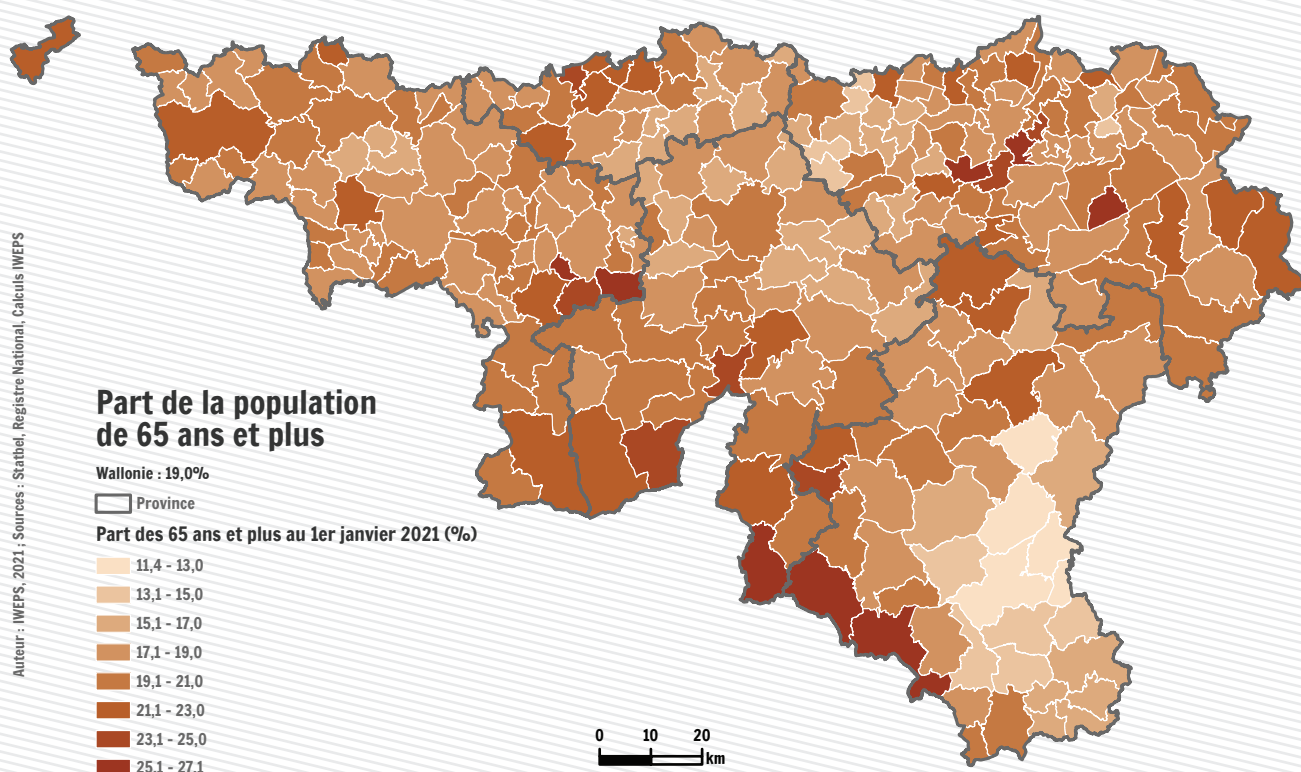 Auteur : IWEPS, 2021 ; Sources : Statbel, Registre National, Calculs IWEPS
Part de la population
de 65 ans et plus
Wallonie : 19,0%
Province
Part des 65 ans et plus au 1er janvier 2021 (%)
11,4 - 13,0
13,1 - 15,0
15,1 - 17,0
17,1 - 19,0
19,1 - 21,0
21,1 - 23,0
23,1 - 25,0
25,1 - 27,1
0 10 20
km